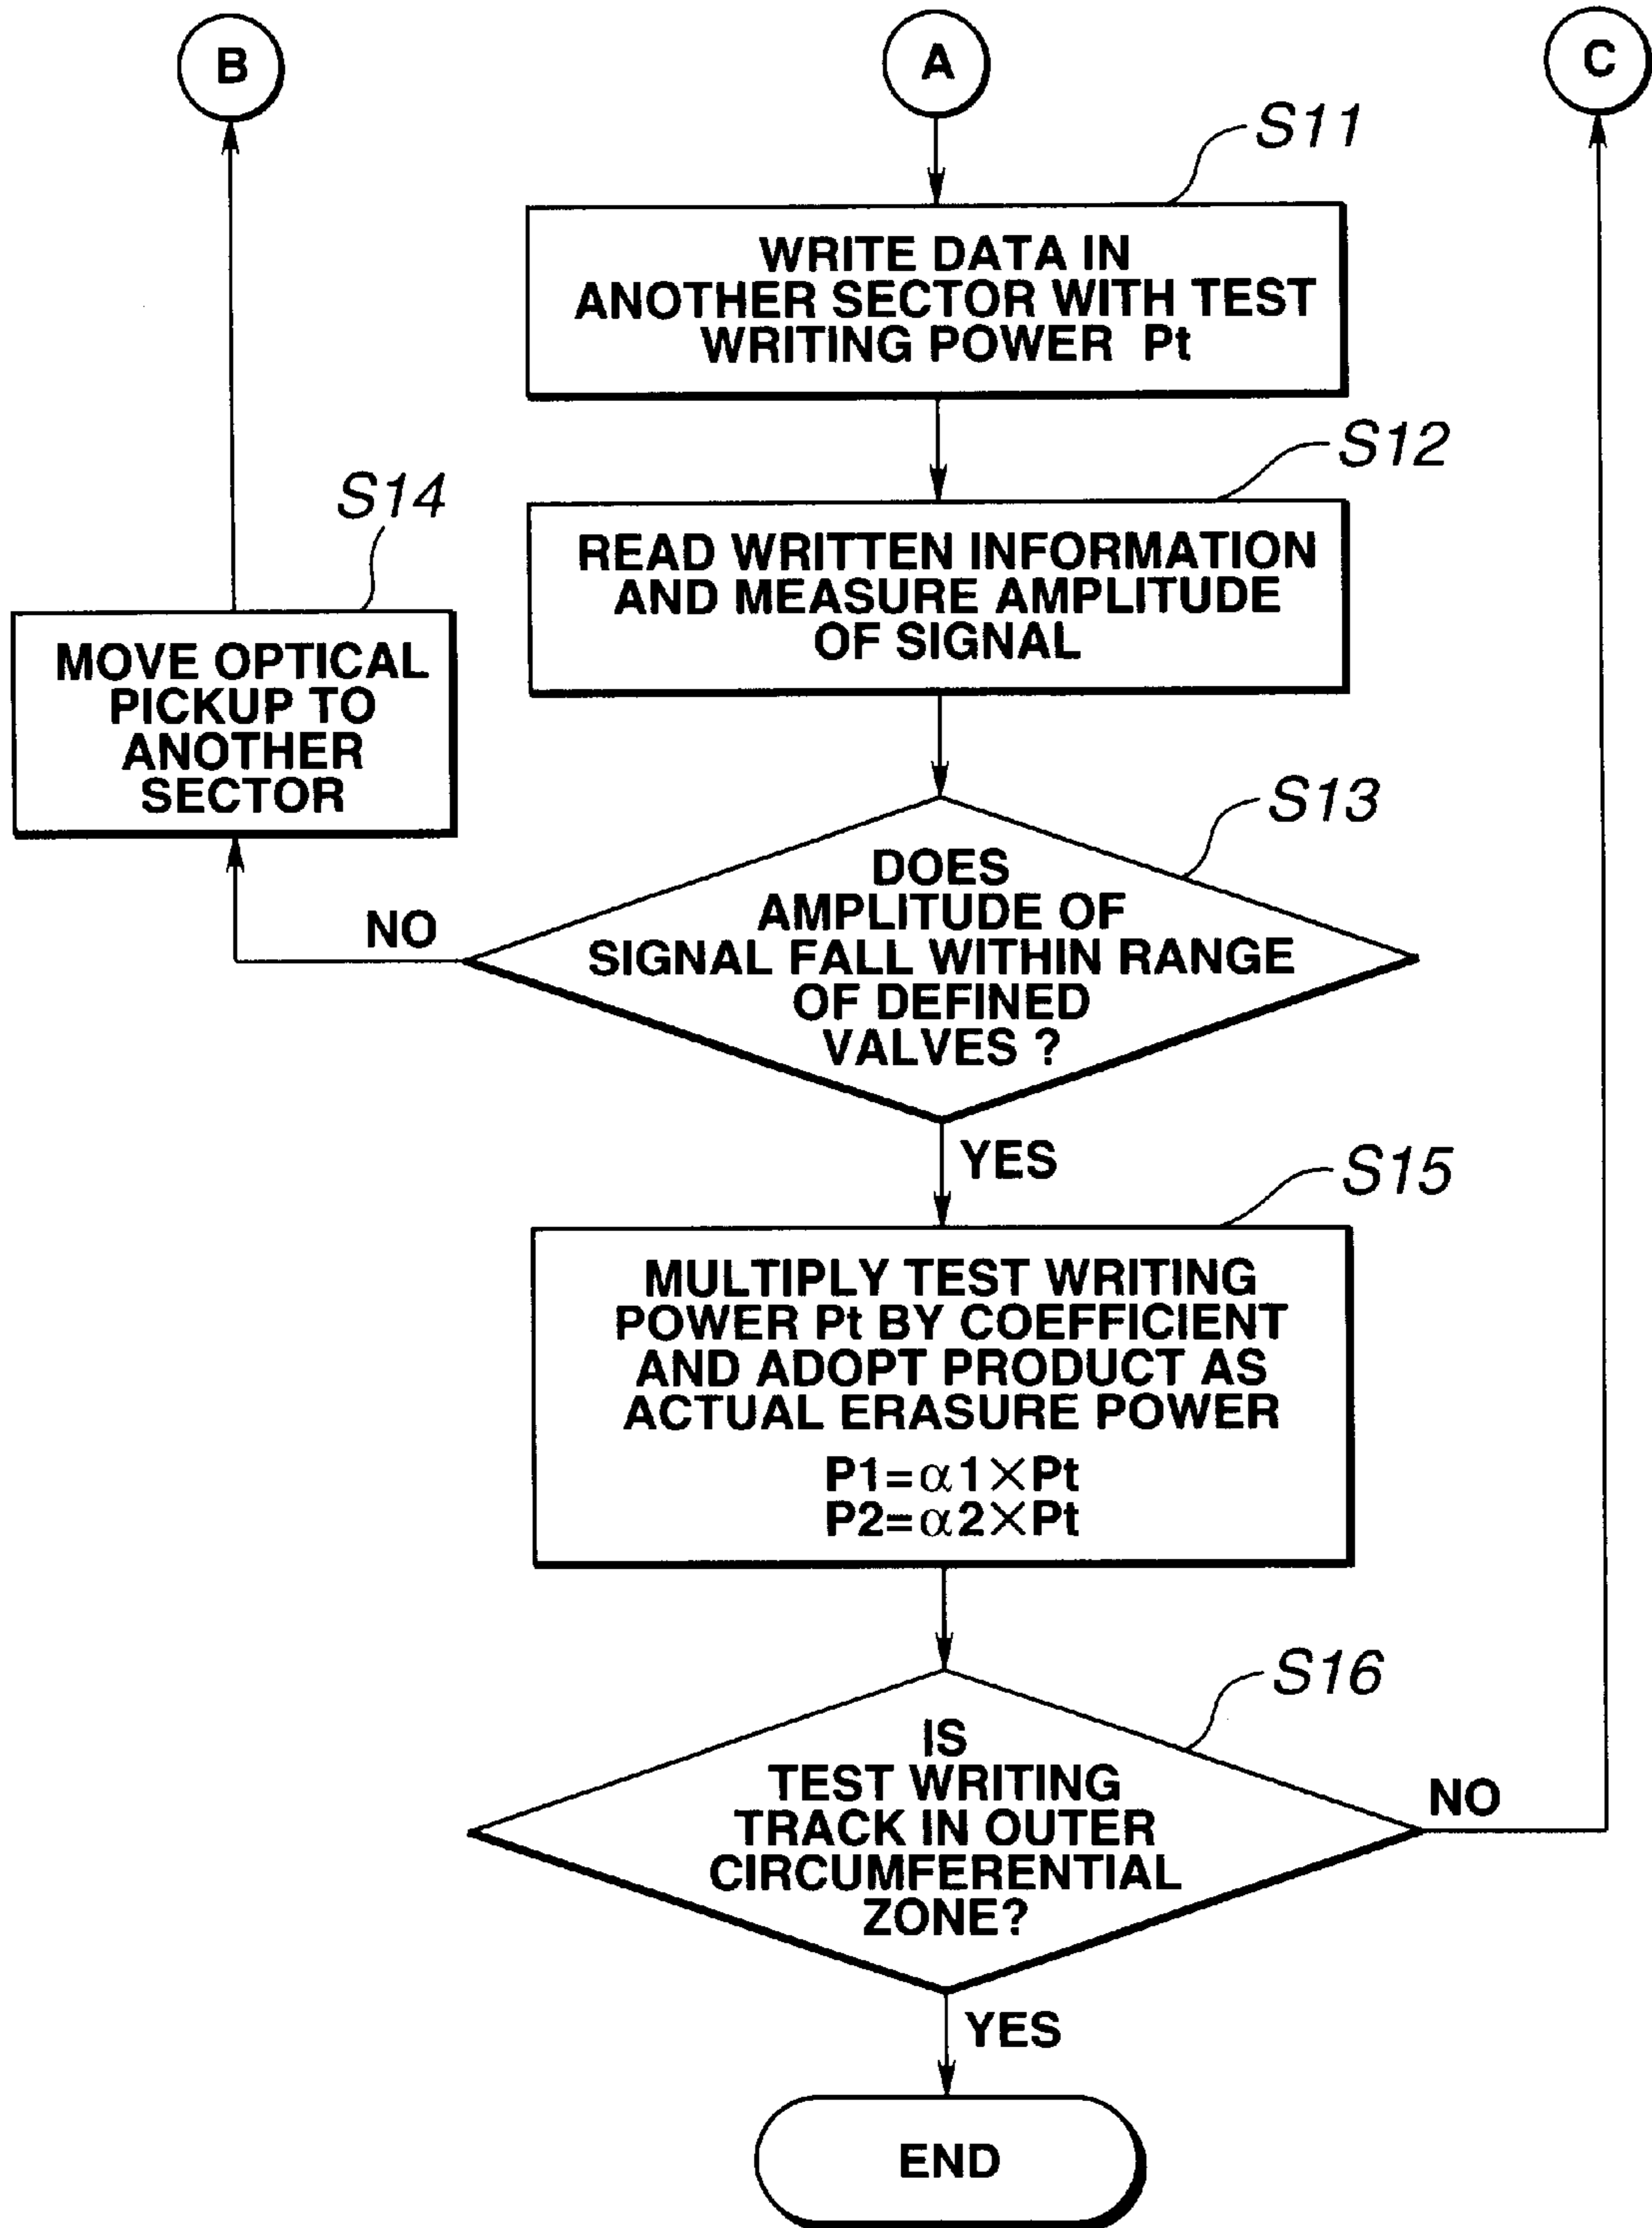 B
A
C
S11
WRITE DATA IN
ANOTHER SECTOR WITH TEST
WRITING POWER Pt
S12
READ WRITTEN INFORMATION
AND MEASURE AMPLITUDE
OF SIGNAL
S14
MOVE OPTICAL
PICKUP TO
ANOTHER
SECTOR
S13
DOES
AMPLITUDE OF
SIGNAL FALL WITHIN RANGE
OF DEFINED
VALVES ?
NO
YES
S15
MULTIPLY TEST WRITING
POWER Pt BY COEFFICIENT
AND ADOPT PRODUCT AS
ACTUAL ERASURE POWER
P1=α1×Pt
P2=α2×Pt
S16
IS
TEST WRITING
TRACK IN OUTER
CIRCUMFERENTIAL
ZONE?
NO
YES
END